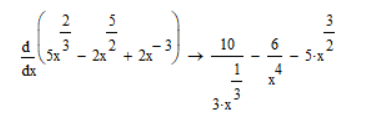 d/dx (5x^(2/3) - 2x^(5/2) + 2x^(-3)) → 10/(3·x^(1/3)) - 6/x^4 - 5·x^(3/2)